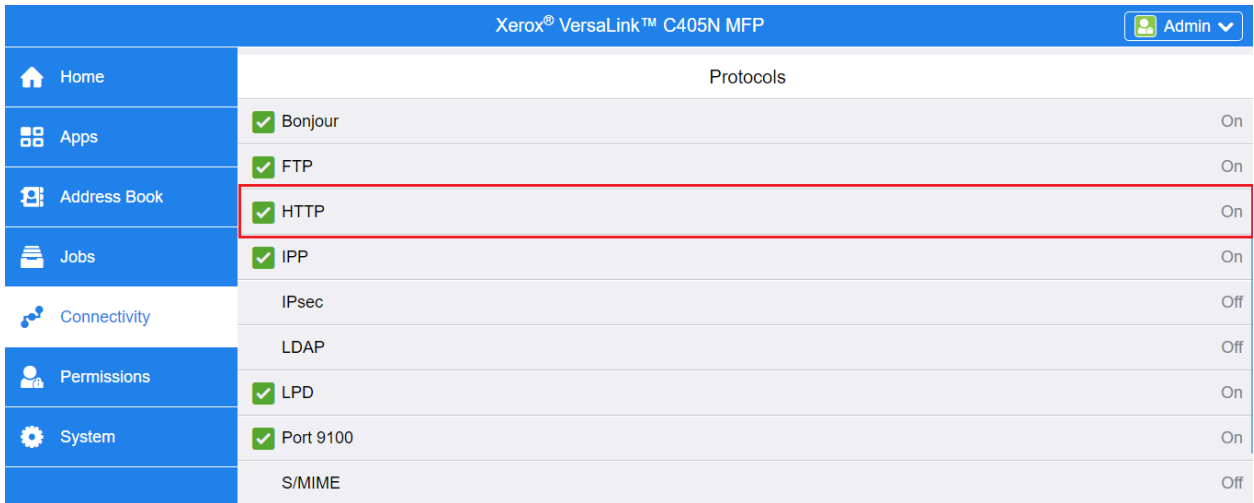 Xerox® VersaLink™ C405N MFP
Admin
Home
Apps
Address Book
Jobs
Connectivity
Permissions
System
Protocols
Bonjour On
FTP On
HTTP On
IPP On
IPsec Off
LDAP Off
LPD On
Port 9100 On
S/MIME Off